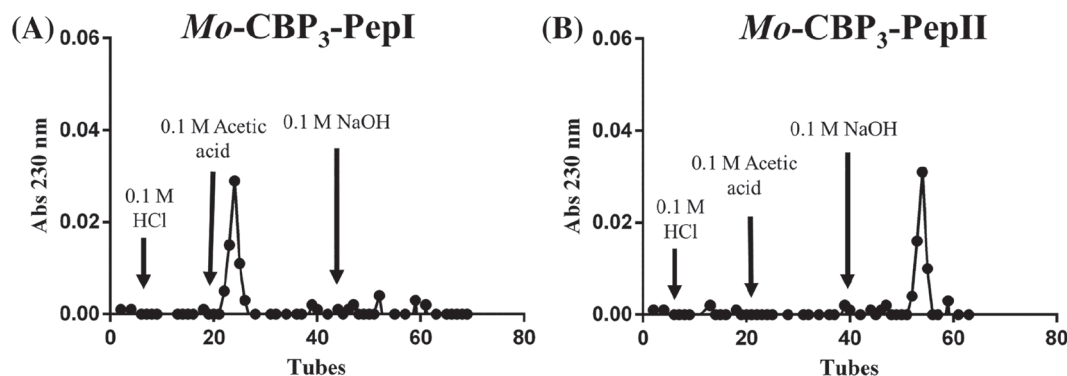 (A) Mo-CBP₃-PepI
0.06
0.04
0.02
0.00
Abs 230 nm
0.1 M
HCl
0.1 M Acetic
acid
0.1 M NaOH
0 20 40 60 80
Tubes
(B) Mo-CBP₃-PepII
0.06
0.04
0.02
0.00
Abs 230 nm
0.1 M
HCl
0.1 M Acetic
acid
0.1 M NaOH
0 20 40 60 80
Tubes